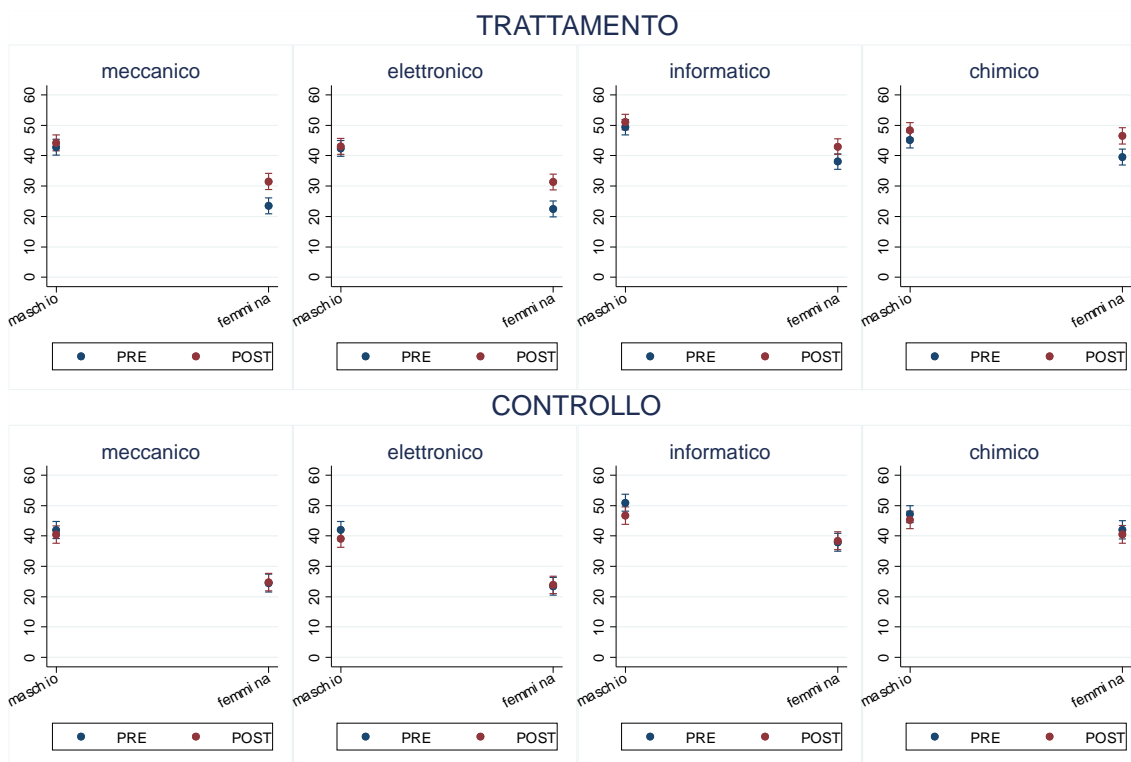 TRATTAMENTO
meccanico elettronico informatico chimico
60 60 60 60
50 50 50 50
40 40 40 40
30 30 30 30
20 20 20 20
10 10 10 10
0 0 0 0
maschio femmina maschio femmina maschio femmina maschio femmina
PRE POST PRE POST PRE POST PRE POST
CONTROLLO
meccanico elettronico informatico chimico
60 60 60 60
50 50 50 50
40 40 40 40
30 30 30 30
20 20 20 20
10 10 10 10
0 0 0 0
maschio femmina maschio femmina maschio femmina maschio femmina
PRE POST PRE POST PRE POST PRE POST